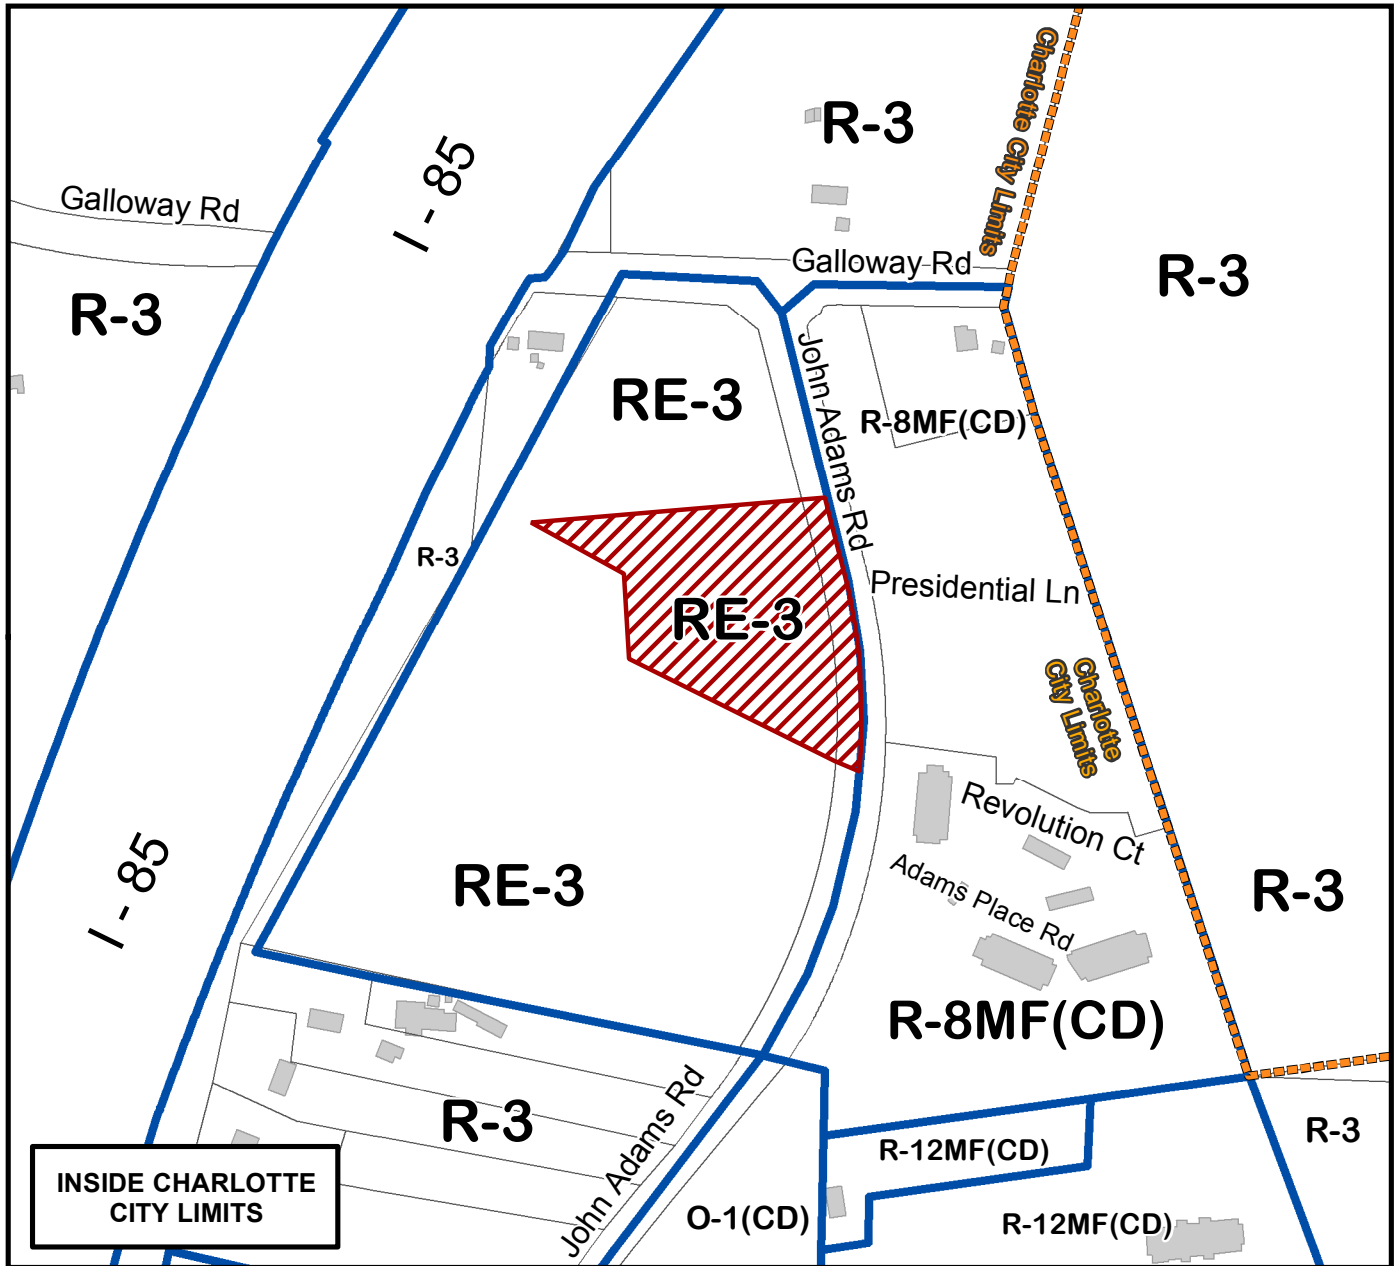 Charlotte City Limits
R-3
I - 85
Galloway Rd
Galloway Rd
R-3
R-3
John Adams Rd
RE-3
R-8MF(CD)
R-3
Presidential Ln
RE-3
Charlotte
City Limits
Revolution Ct
I - 85
Adams Place Rd
RE-3
R-3
R-8MF(CD)
John Adams Rd
R-3
R-3
R-12MF(CD)
INSIDE CHARLOTTE
CITY LIMITS
O-1(CD)
R-12MF(CD)